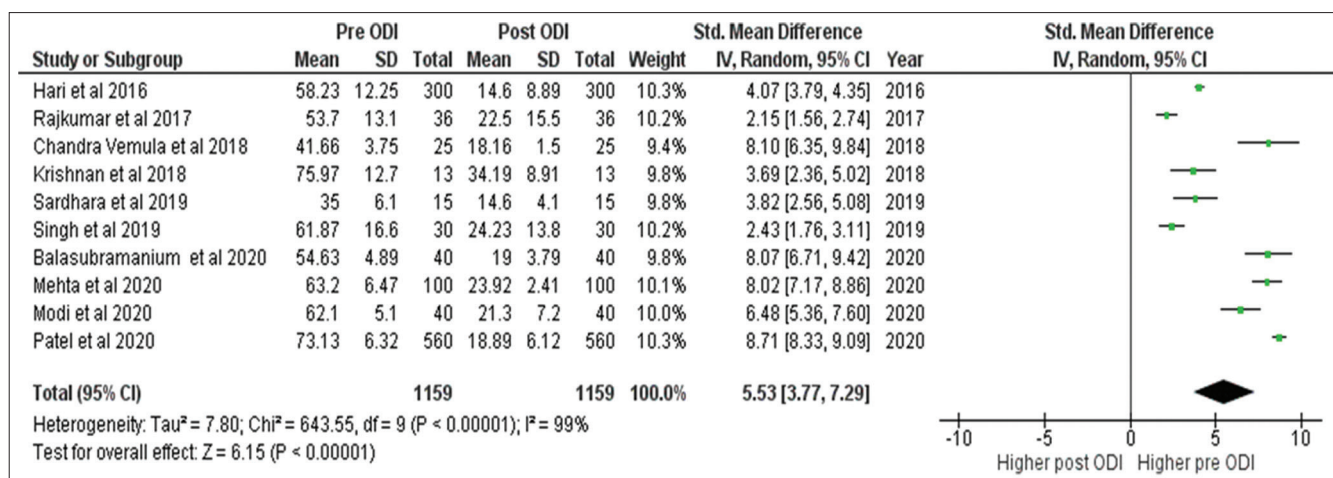 Pre ODI Post ODI Std. Mean Difference Std. Mean Difference
Study or Subgroup Mean SD Total Mean SD Total Weight IV, Random, 95% CI Year IV, Random, 95% CI
Hari et al 2016 58.23 12.25 300 14.6 8.89 300 10.3% 4.07 [3.79, 4.35] 2016
Rajkumar et al 2017 53.7 13.1 36 22.5 15.5 36 10.2% 2.15 [1.56, 2.74] 2017
Chandra Vemula et al 2018 41.66 3.75 25 18.16 1.5 25 9.4% 8.10 [6.35, 9.84] 2018
Krishnan et al 2018 75.97 12.7 13 34.19 8.91 13 9.8% 3.69 [2.36, 5.02] 2018
Sardhara et al 2019 35 6.1 15 14.6 4.1 15 9.8% 3.82 [2.56, 5.08] 2019
Singh et al 2019 61.87 16.6 30 24.23 13.8 30 10.2% 2.43 [1.76, 3.11] 2019
Balasubramanium et al 2020 54.63 4.89 40 19 3.79 40 9.8% 8.07 [6.71, 9.42] 2020
Mehta et al 2020 63.2 6.47 100 23.92 2.41 100 10.1% 8.02 [7.17, 8.86] 2020
Modi et al 2020 62.1 5.1 40 21.3 7.2 40 10.0% 6.48 [5.36, 7.60] 2020
Patel et al 2020 73.13 6.32 560 18.89 6.12 560 10.3% 8.71 [8.33, 9.09] 2020
Total (95% CI) 1159 1159 100.0% 5.53 [3.77, 7.29]
Heterogeneity: Tau² = 7.80; Chi² = 643.55, df = 9 (P < 0.00001); I² = 99%
Test for overall effect: Z = 6.15 (P < 0.00001)
-10 -5 0 5 10
Higher post ODI Higher pre ODI